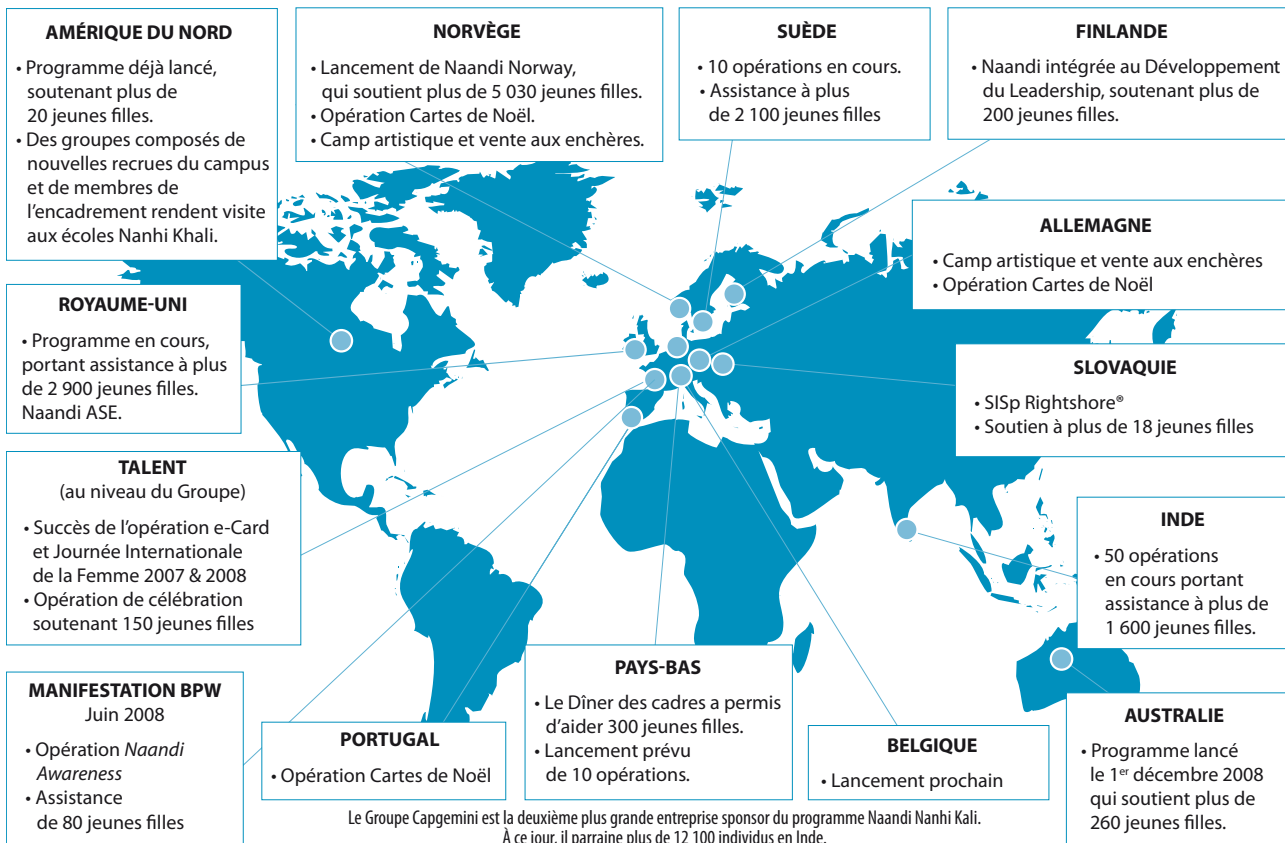 AMÉRIQUE DU NORD
• Programme déjà lancé,
soutenant plus de
20 jeunes filles.
• Des groupes composés de
nouvelles recrues du campus
et de membres de
l'encadrement rendent visite
aux écoles Nanhi Khali.
NORVÈGE
• Lancement de Naandi Norway,
qui soutient plus de 5 030 jeunes filles.
• Opération Cartes de Noël.
• Camp artistique et vente aux enchères.
SUÈDE
• 10 opérations en cours.
• Assistance à plus
de 2 100 jeunes filles
FINLANDE
• Naandi intégrée au Développement
du Leadership, soutenant plus de
200 jeunes filles.
ALLEMAGNE
• Camp artistique et vente aux enchères
• Opération Cartes de Noël
ROYAUME-UNI
• Programme en cours,
portant assistance à plus
de 2 900 jeunes filles.
Naandi ASE.
SLOVAQUIE
• SISp Rightshore®
• Soutien à plus de 18 jeunes filles
TALENT
(au niveau du Groupe)
• Succès de l'opération e-Card
et Journée Internationale
de la Femme 2007 & 2008
• Opération de célébration
soutenant 150 jeunes filles
INDE
• 50 opérations
en cours portant
assistance à plus de
1 600 jeunes filles.
MANIFESTATION BPW
Juin 2008
• Opération Naandi
Awareness
• Assistance
de 80 jeunes filles
PORTUGAL
• Opération Cartes de Noël
PAYS-BAS
• Le Dîner des cadres a permis
d'aider 300 jeunes filles.
• Lancement prévu
de 10 opérations.
BELGIQUE
• Lancement prochain
AUSTRALIE
• Programme lancé
le 1er décembre 2008
qui soutient plus de
260 jeunes filles.
Le Groupe Capgemini est la deuxième plus grande entreprise sponsor du programme Naandi Nanhi Kali.
À ce jour, il parraine plus de 12 100 individus en Inde.